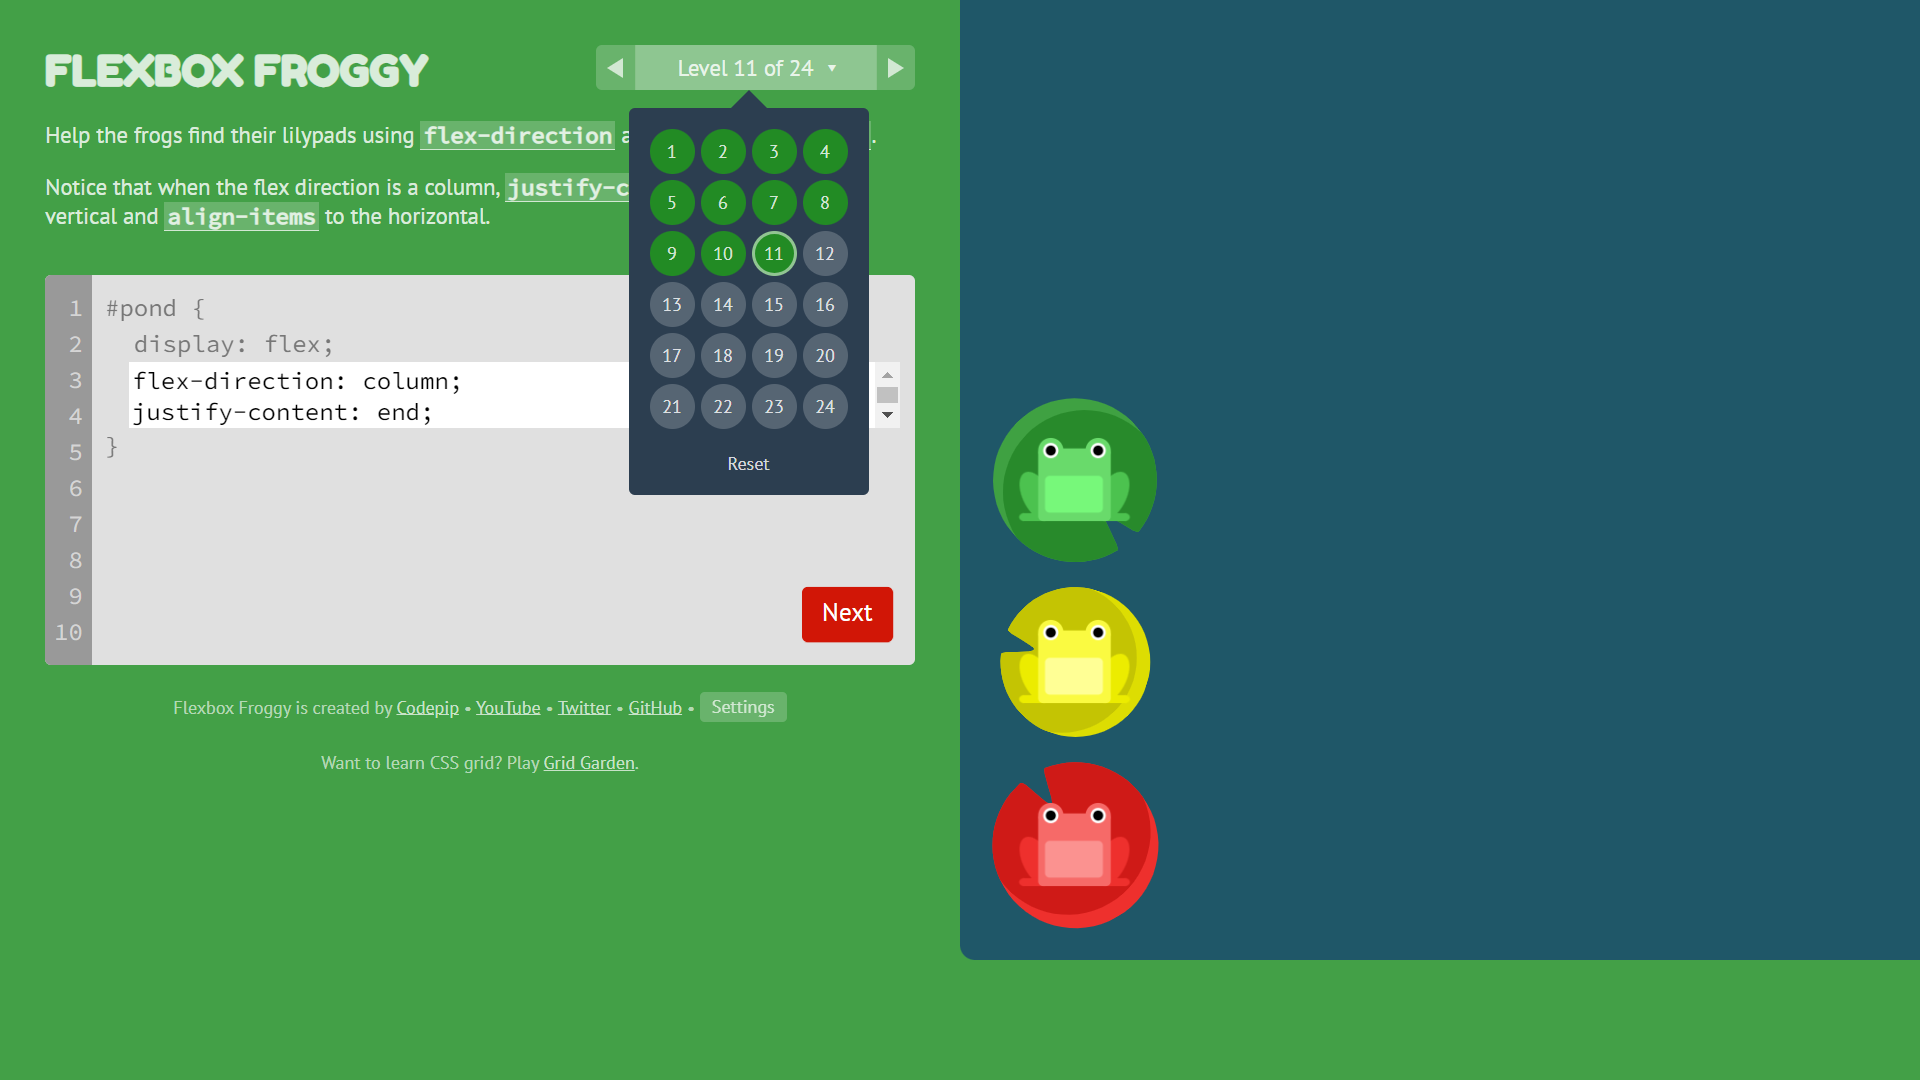 FLEXBOX FROGGY
Level 11 of 24
Help the frogs find their lilypads using flex-direction a
.
Notice that when the flex direction is a column, justify-c
vertical and align-items to the horizontal.
1 2 3 4
5 6 7 8
9 10 11 12
13 14 15 16
17 18 19 20
21 22 23 24
Reset
1 #pond {
2 display: flex;
3 flex-direction: column;
4 justify-content: end;
5 }
6
7
8
9
10
Next
Flexbox Froggy is created by Codepip • YouTube • Twitter • GitHub • Settings
Want to learn CSS grid? Play Grid Garden.